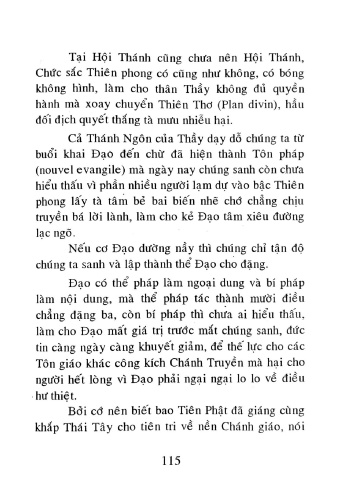 Tại Hội Thánh cũng chưa nên Hội Thánh,
Chức sắc Thiên phong có cũng như không, có bóng
không hình, làm cho thân Thầy không đủ quyền
hành mà xoay chuyển Thiên Thơ (Plan divin), hầu
đối địch quyết thắng tà mưu nhiều hại.
Cả Thánh Ngôn của Thầy dạy dỗ chúng ta từ
buổi khai Đạo đến chừ đã hiện thành Tôn pháp
(nouvel evangile) mà ngày nay chúng sanh còn chưa
hiểu thấu vì phần nhiều người lạm dự vào bậc Thiên
phong lấy tà tâm bẻ bai biến nhẽ chớ chẳng chịu
truyền bá lời lành, làm cho kẻ Đạo tâm xiêu đường
lạc ngõ.
Nếu cơ Đạo dường nầy thì chúng chỉ tận độ
chúng ta sanh và lập thành thể Đạo cho đặng.
Đạo có thể pháp làm ngoại dung và bí pháp
làm nội dung, mà thể pháp tác thành mười điều
chẳng đặng ba, còn bí pháp thì chưa ai hiểu thấu,
làm cho Đạo mất giá trị trước mắt chúng sanh, đức
tin càng ngày càng khuyết giảm, để thế lực cho các
Tôn giáo khác công kích Chánh Truyền mà hại cho
người hết lòng vì Đạo phải ngại ngại lo lo về điều
hư thiệt.
Bởi cớ nên biết bao Tiên Phật đã giáng cùng
khắp Thái Tây cho tiên tri về nền Chánh giáo, nói
115